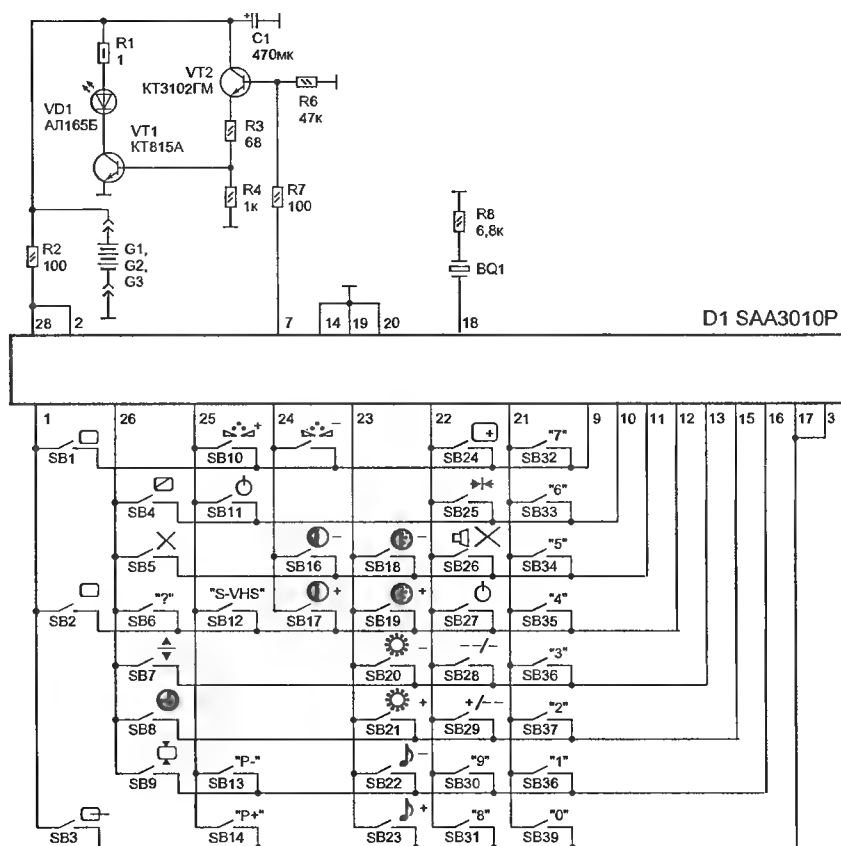 R1
1
+
C1
470мк
VT2
КТ3102ГМ
R6
47к
VD1
АЛ165Б
VT1
КТ815А
R3
68
R4
1к
R7
100
R8
6,8к
R2
100
G1,
G2,
G3
BQ1
28
2
7
14
19
20
18
D1 SAA3010P
1
26
25
24
23
22
21
9
10
11
12
13
15
16
17
3
SB1
+
SB10
−
+
SB24
"7"
SB32
SB4
SB11
SB25
"6"
SB33
SB5
−
SB16
−
SB18
SB26
"5"
SB34
SB2
"?"
SB6
"S-VHS"
SB12
+
SB17
+
SB19
SB27
"4"
SB35
SB7
−
SB20
--/-
SB28
"3"
SB36
SB8
+
SB21
+/--
SB29
"2"
SB37
SB9
"P-"
SB13
−
SB22
"9"
SB30
"1"
SB36
SB3
"P+"
SB14
+
SB23
"8"
SB31
"0"
SB39